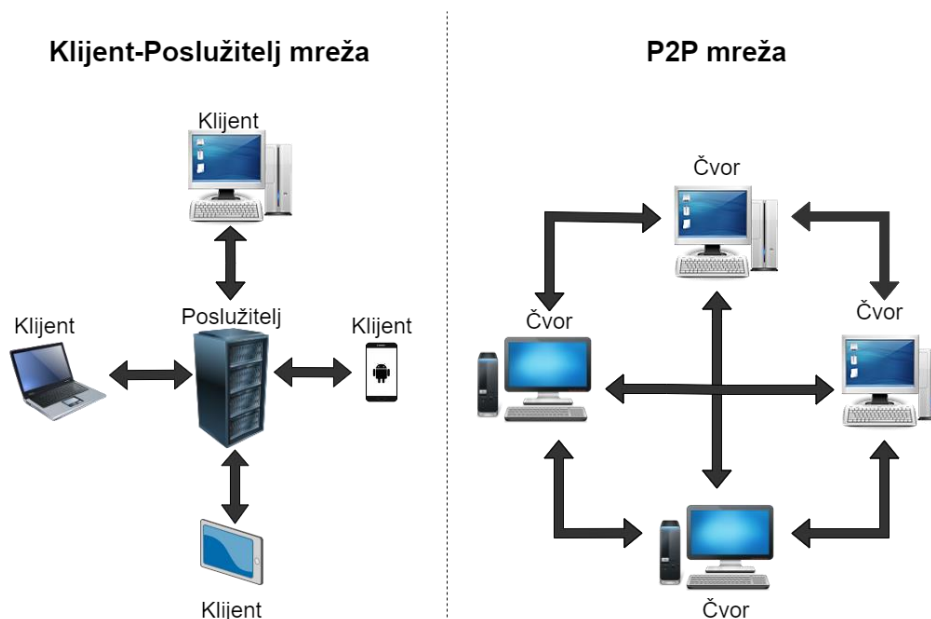 Klijent-Poslužitelj mreža
Klijent
Poslužitelj
Klijent
Klijent
Klijent
P2P mreža
Čvor
Čvor
Čvor
Čvor